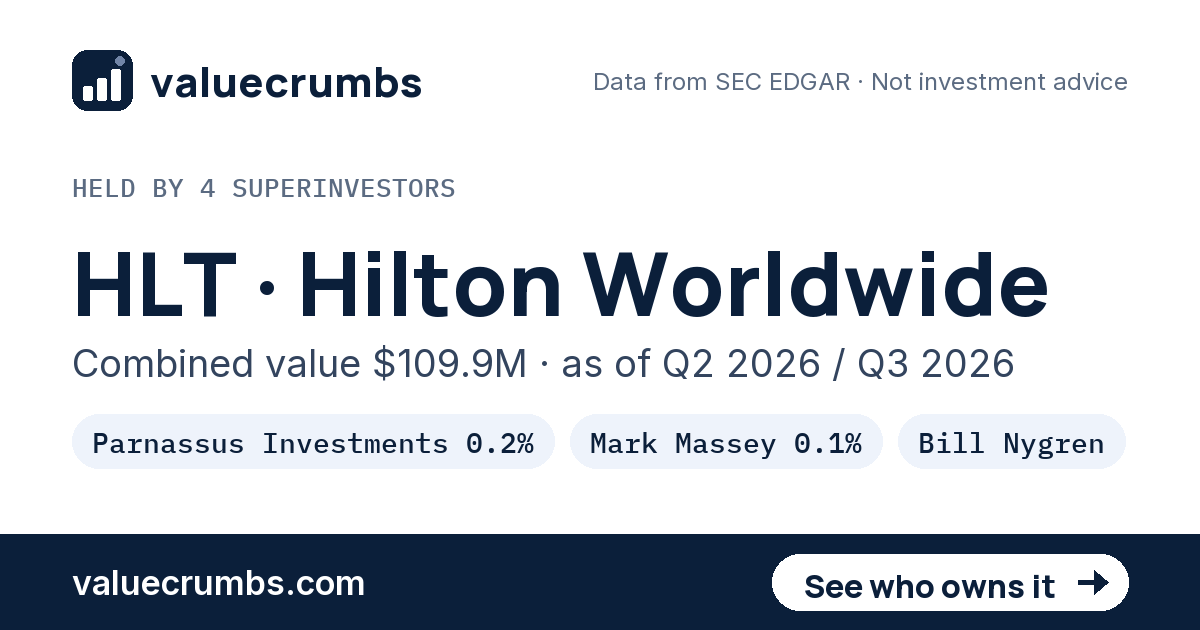 valuecrumbs
Data from SEC EDGAR · Not investment advice
HELD BY 4 SUPERINVESTORS
HLT · Hilton Worldwide
Combined value $109.9M · as of Q2 2026 / Q3 2026
Parnassus Investments 0.2% Mark Massey 0.1% Bill Nygren
valuecrumbs.com
See who owns it →